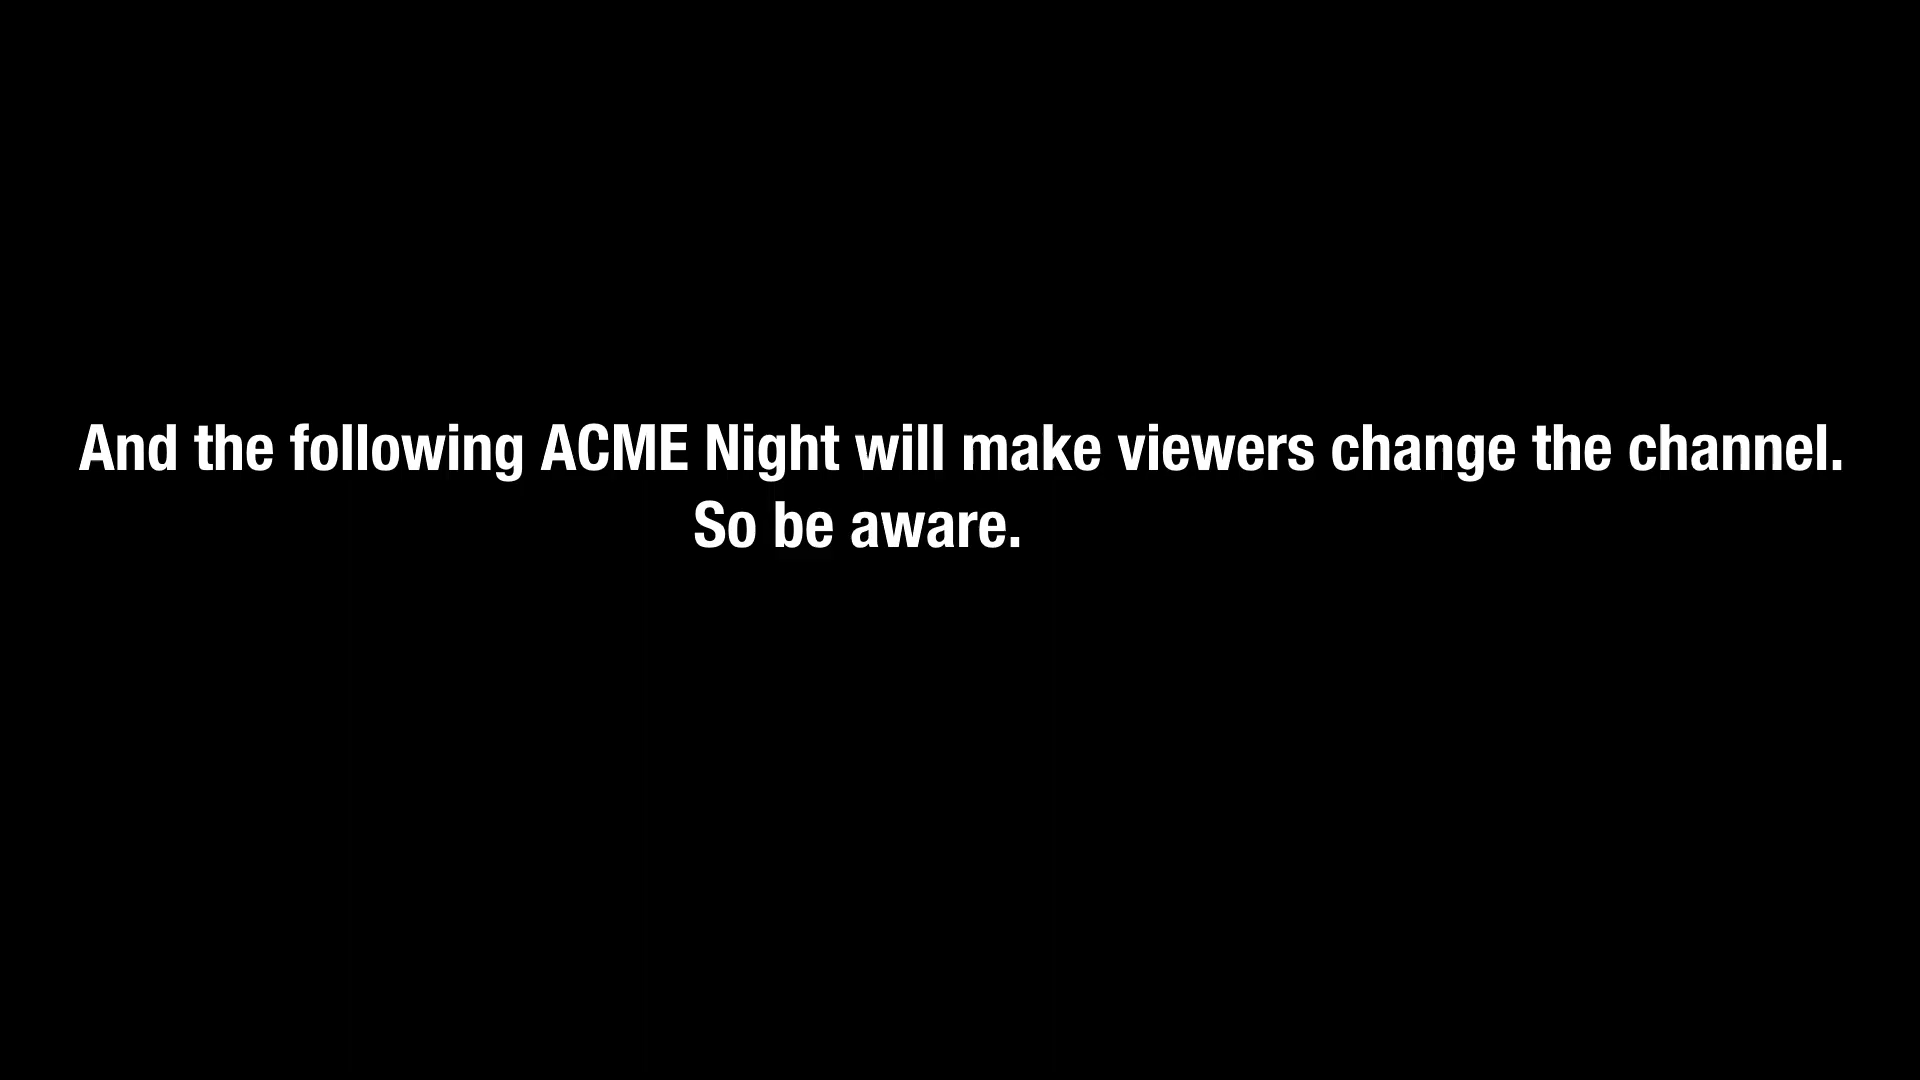 And the following ACME Night will make viewers change the channel.
So be aware.